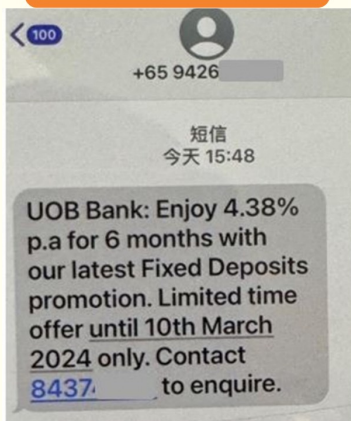 100
+65 9426
短信
今天 15:48
UOB Bank: Enjoy 4.38%
p.a for 6 months with
our latest Fixed Deposits
promotion. Limited time
offer until 10th March
2024 only. Contact
8437
to enquire.